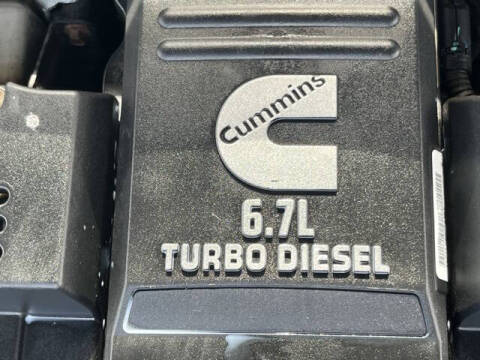 Cummins
6.7L
TURBO DIESEL